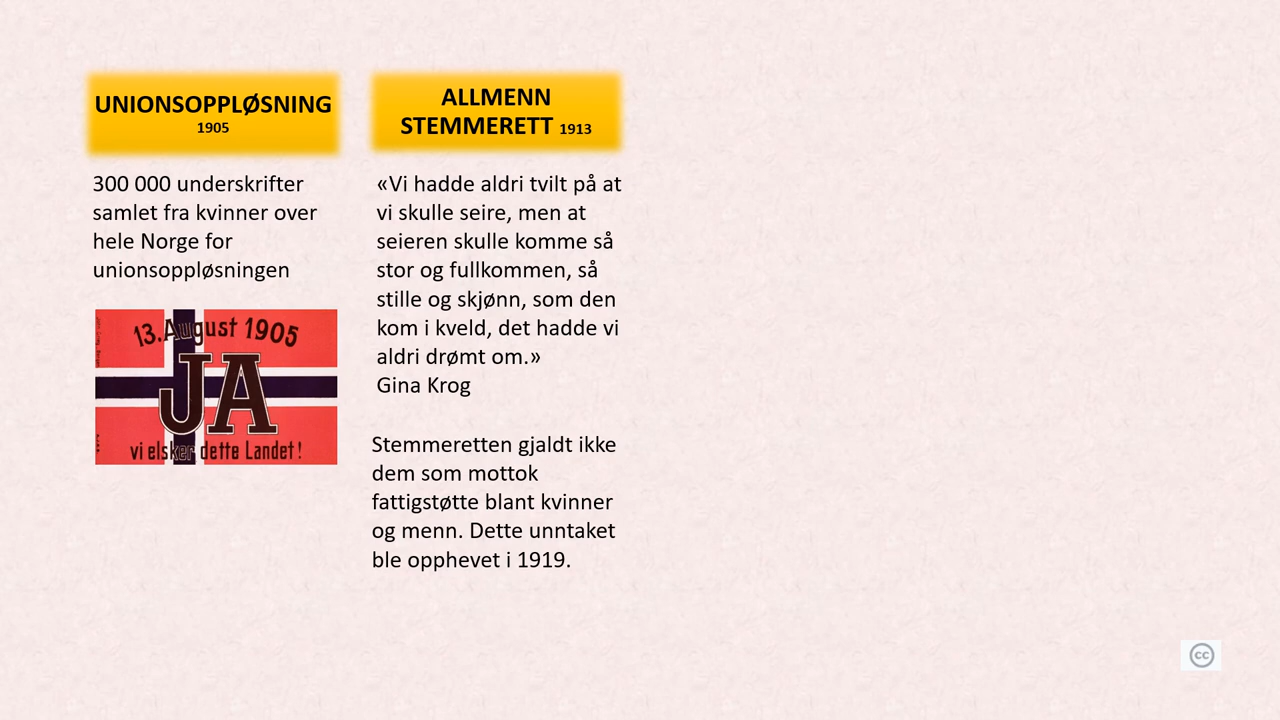 UNIONSOPPLØSNING
1905
300 000 underskrifter
samlet fra kvinner over
hele Norge for
unionsoppløsningen
13. August 1905
JA
vi elsker dette Landet!
ALLMENN
STEMMERETT 1913
«Vi hadde aldri tvilt på at
vi skulle seire, men at
seieren skulle komme så
stor og fullkommen, så
stille og skjønn, som den
kom i kveld, det hadde vi
aldri drømt om.»
Gina Krog
Stemmeretten gjaldt ikke
dem som mottok
fattigstøtte blant kvinner
og menn. Dette unntaket
ble opphevet i 1919.
cc